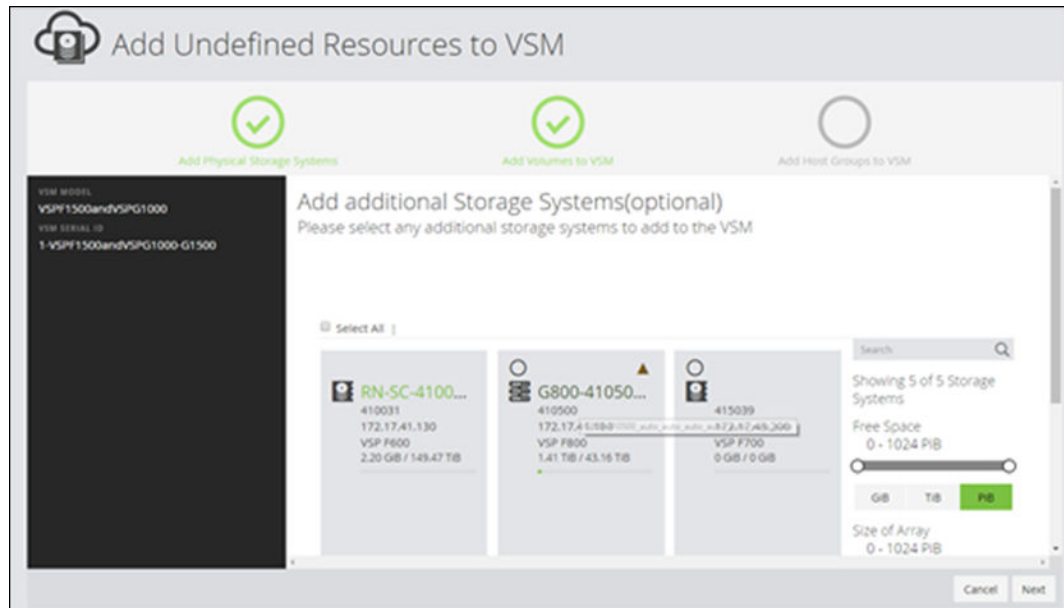 Add Undefined Resources to VSM
Add Physical Storage Systems
Add Volumes to VSM
Add Host Groups to VSM
VSM MODEL
VSPF1500andVSPG1000
VSM SERIAL ID
1-VSPF1500andVSPG1000-G1500
Add additional Storage Systems(optional)
Please select any additional storage systems to add to the VSM
Select All |
RN-SC-4100...
410031
172.17.41.130
VSP F600
2.20 GiB / 149.47 TiB
G800-41050...
410500
VSP F800
1.41 TiB / 43.16 TiB
415039
VSP F700
0 GiB / 0 GiB
Search
Showing 5 of 5 Storage
Systems
Free Space
0 - 1024 PiB
GiB
TiB
PiB
Size of Array
0 - 1024 PiB
Cancel
Next